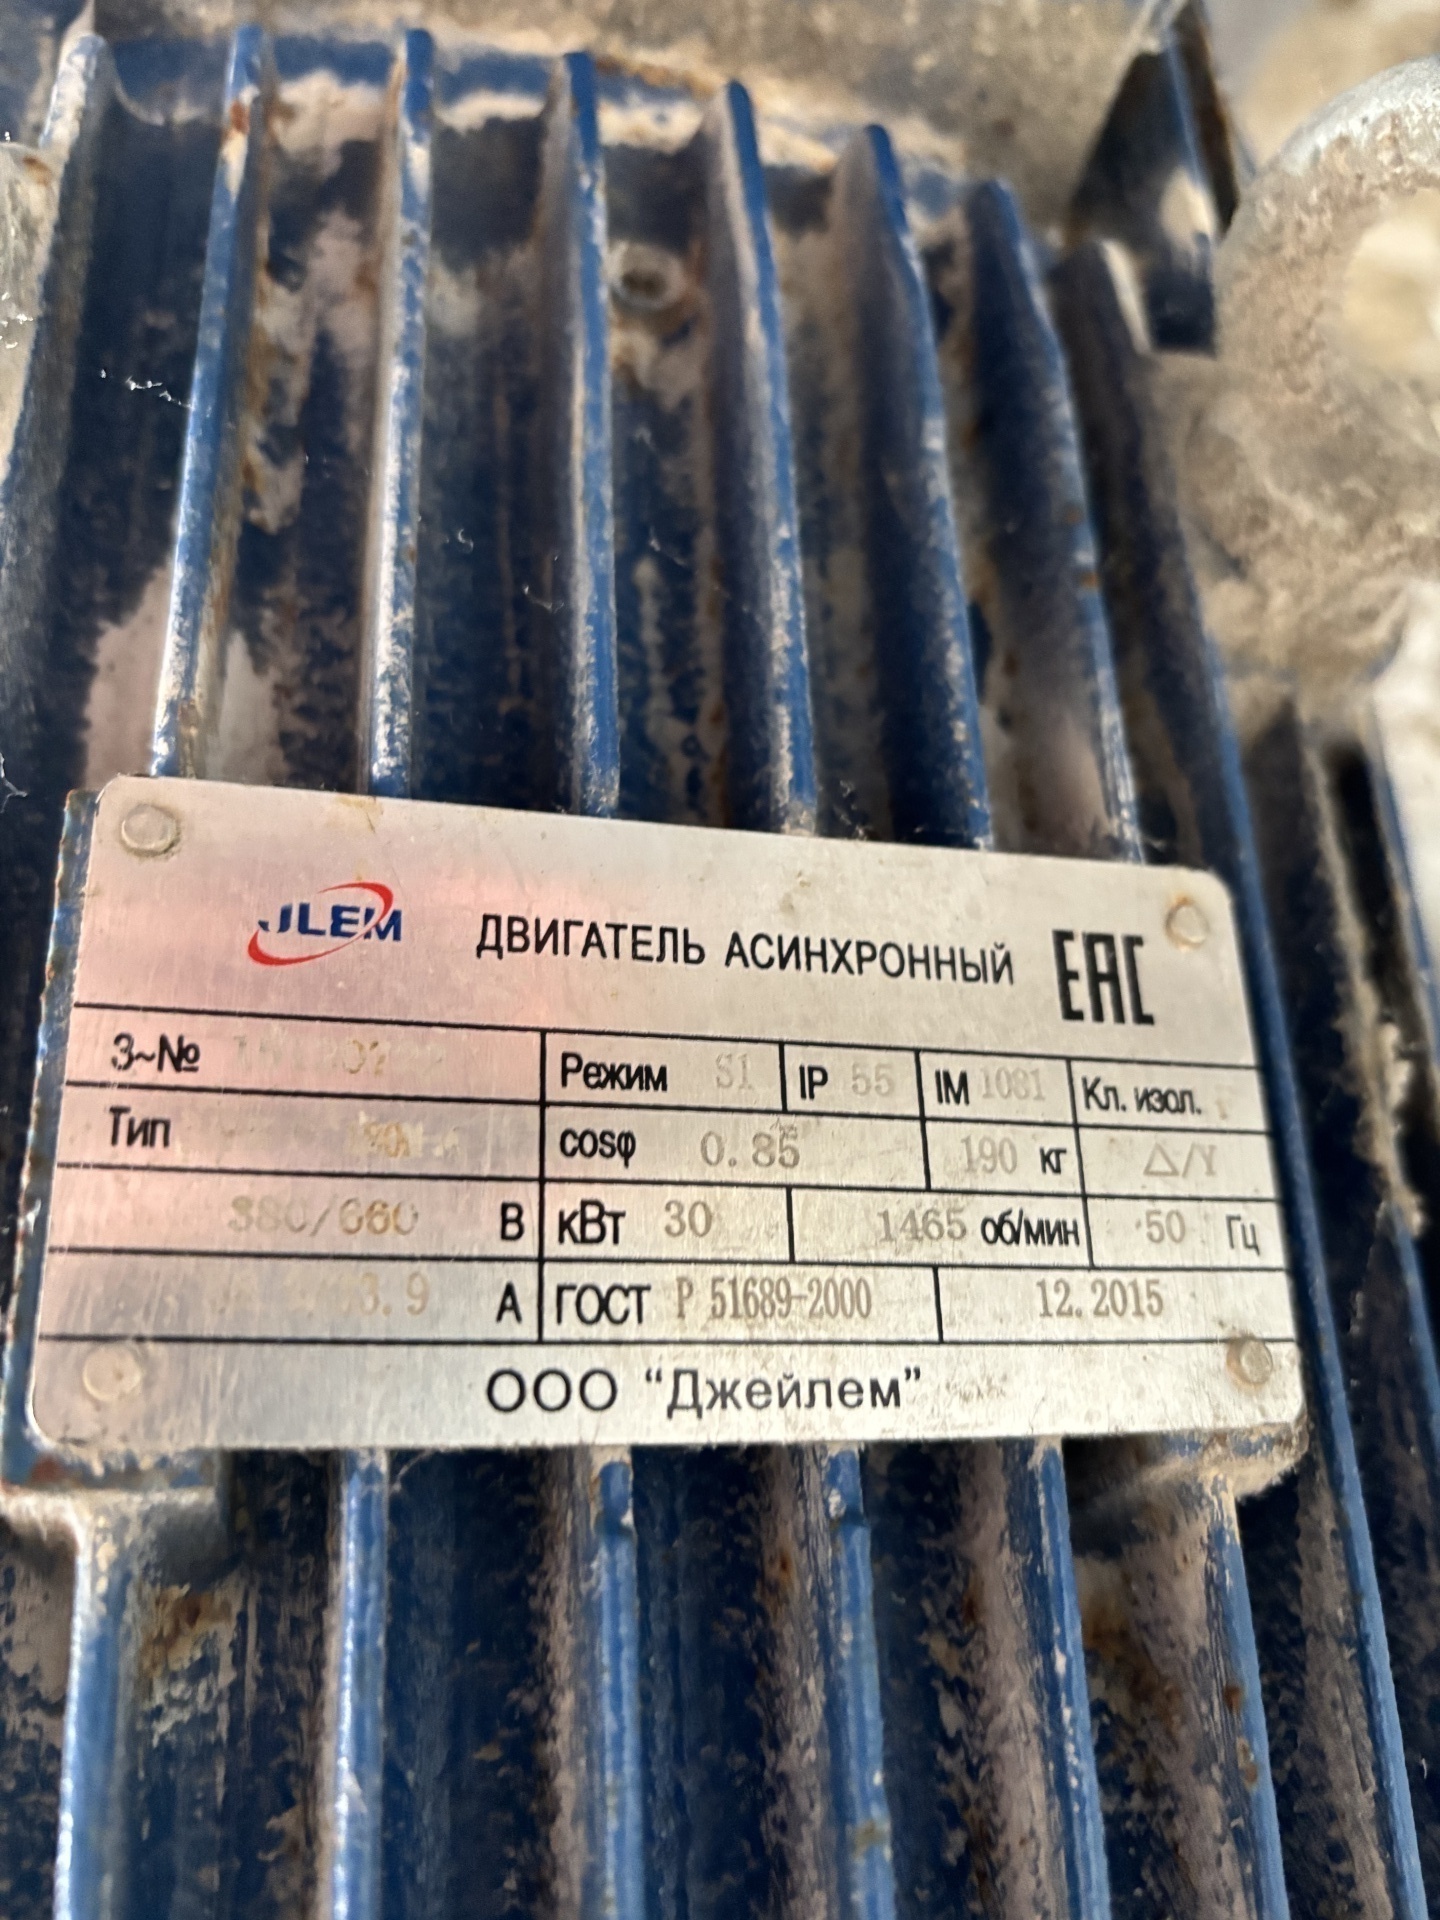 JLEM ДВИГАТЕЛЬ АСИНХРОННЫЙ EAC
3~№ Режим S1 IP 55 IM 1081 Кл. изол.
Тип cosφ 0.85 190 кг Δ/Y
380/660 В кВт 30 1465 об/мин 50 Гц
А ГОСТ Р 51689-2000 12.2015
ООО "Джейлем"